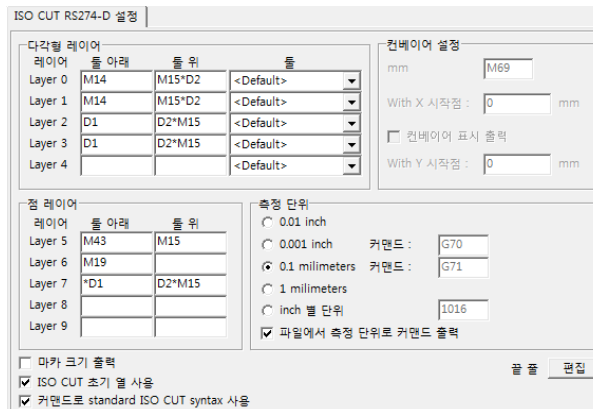 ISO CUT RS274-D 설정
다각형 레이어
레이어 둘 아래 둘 위 둘
Layer 0 M14 M15*D2 <Default>
Layer 1 M14 M15*D2 <Default>
Layer 2 D1 D2*M15 <Default>
Layer 3 D1 D2*M15 <Default>
Layer 4 <Default>
컨베이어 설정
mm M69
With X 시작점 : 0 mm
컨베이어 표시 출력
With Y 시작점 : 0 mm
점 레이어
레이어 둘 아래 둘 위
Layer 5 M43 M15
Layer 6 M19
Layer 7 *D1 D2*M15
Layer 8
Layer 9
측정 단위
0.01 inch
0.001 inch 커맨드 : G70
0.1 milimeters 커맨드 : G71
1 milimeters
inch 별 단위 1016
파일에서 측정 단위로 커맨드 출력
마카 크기 출력
ISO CUT 초기 열 사용
커맨드로 standard ISO CUT syntax 사용
끝 풀 편집